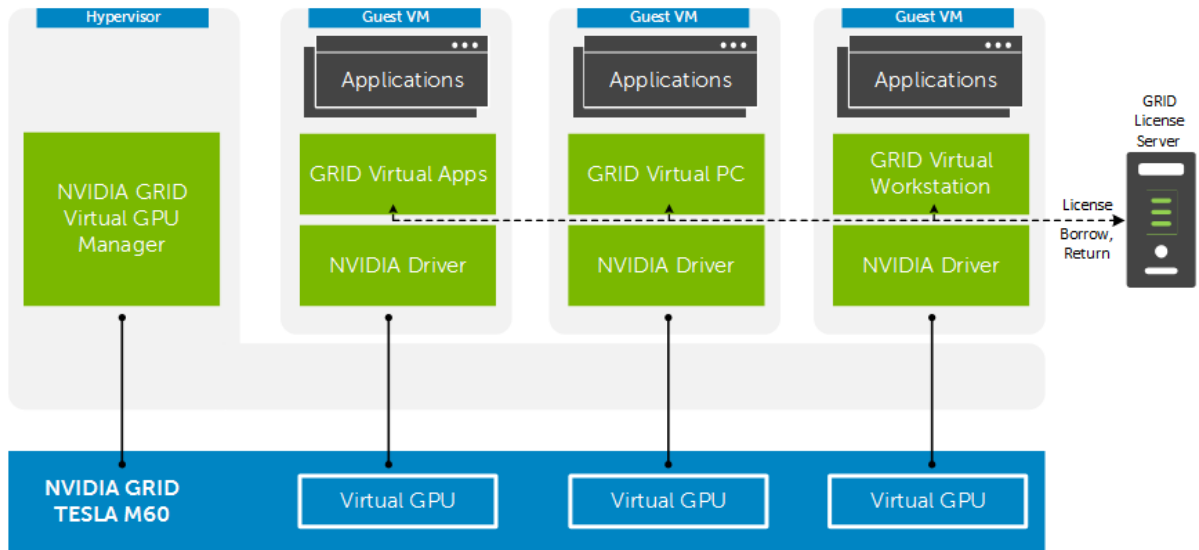 Hypervisor
Guest VM
Guest VM
Guest VM
Applications
Applications
Applications
GRID
License
Server
NVIDIA GRID
Virtual GPU
Manager
GRID Virtual Apps
GRID Virtual PC
GRID Virtual
Workstation
License
Borrow,
Return
NVIDIA Driver
NVIDIA Driver
NVIDIA Driver
NVIDIA GRID
TESLA M60
Virtual GPU
Virtual GPU
Virtual GPU